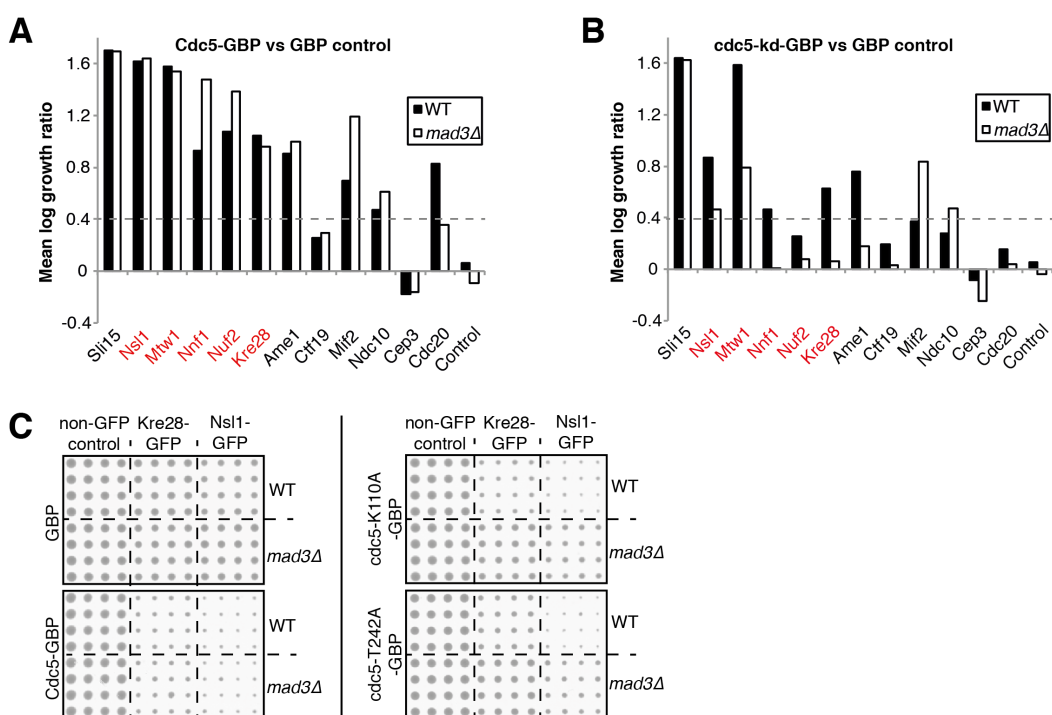 A
Cdc5-GBP vs GBP control
Mean log growth ratio
1.6
1.2
0.8
0.4
0
-0.4
WT
mad3Δ
Sli15
Nsl1
Mtw1
Nnf1
Nuf2
Kre28
Ame1
Ctf19
Mif2
Ndc10
Cep3
Cdc20
Control
B
cdc5-kd-GBP vs GBP control
Mean log growth ratio
1.6
1.2
0.8
0.4
0
-0.4
WT
mad3Δ
Sli15
Nsl1
Mtw1
Nnf1
Nuf2
Kre28
Ame1
Ctf19
Mif2
Ndc10
Cep3
Cdc20
Control
C
non-GFP Kre28- Nsl1-
control GFP GFP
GBP
WT
mad3Δ
Cdc5-GBP
WT
mad3Δ
non-GFP Kre28- Nsl1-
control GFP GFP
cdc5-K110A
-GBP
WT
mad3Δ
cdc5-T242A
-GBP
WT
mad3Δ